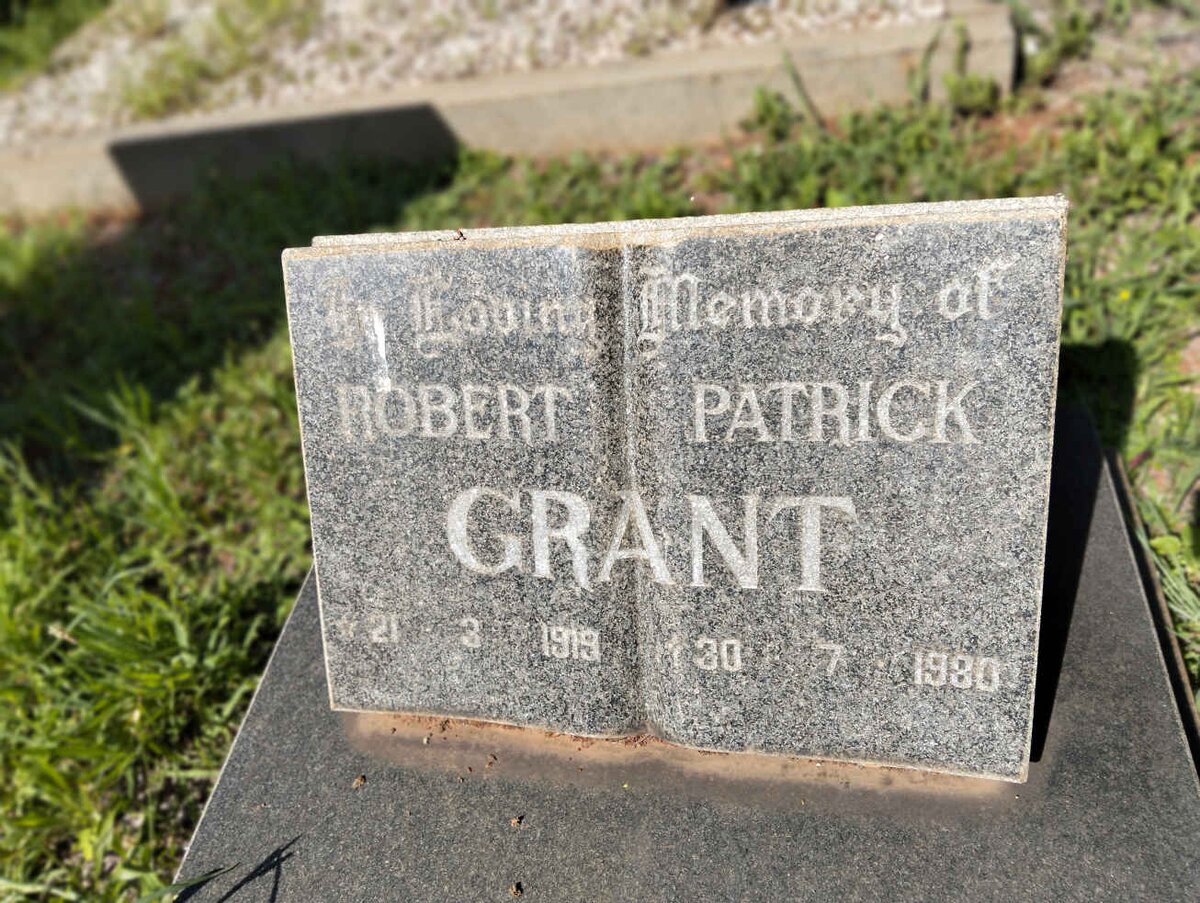 In Loving Memory of
ROBERT PATRICK
GRANT
* 21 3 1919 † 30 7 1980